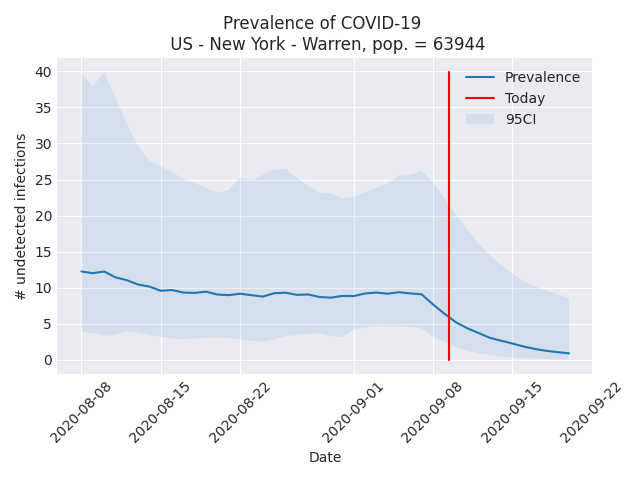 Prevalence of COVID-19
US - New York - Warren, pop. = 63944
# undetected infections
40
35
30
25
20
15
10
5
0
Prevalence
Today
95CI
2020-08-08
2020-08-15
2020-08-22
2020-09-01
2020-09-08
2020-09-15
2020-09-22
Date